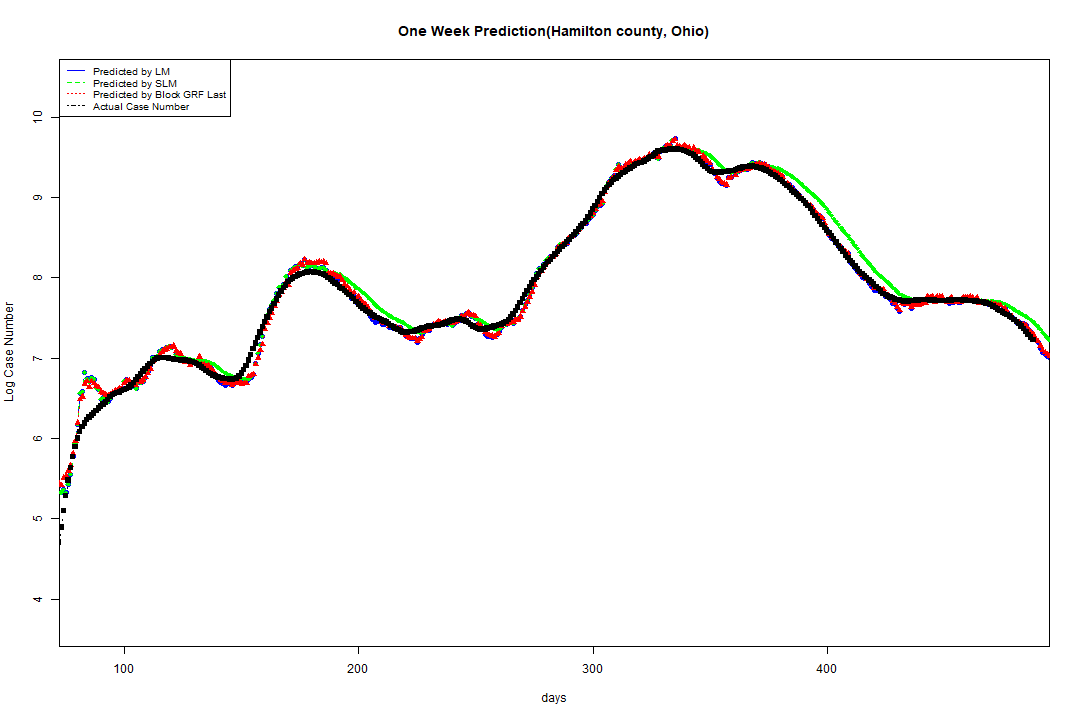 One Week Prediction(Hamilton county, Ohio)
Predicted by LM
Predicted by SLM
Predicted by Block GRF Last
Actual Case Number
Log Case Number
10
9
8
7
6
5
4
100 200 300 400
days